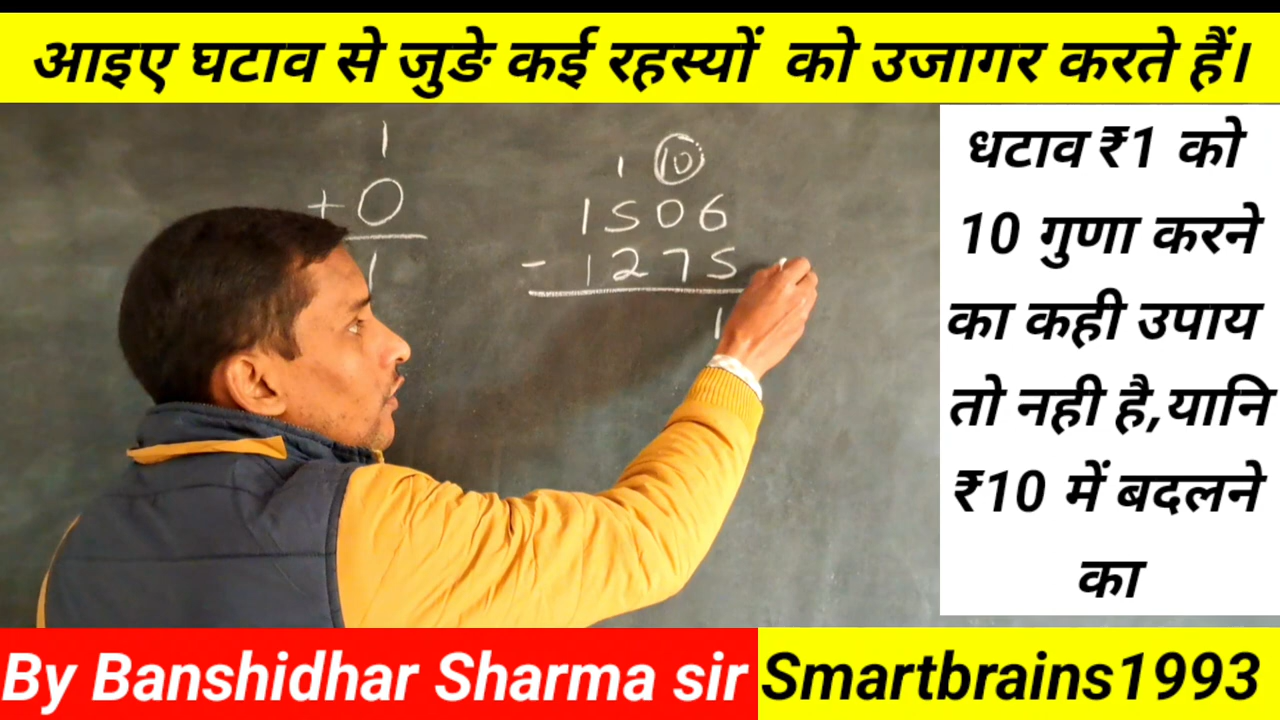 आइए घटाव से जुडे कई रहस्यों को उजागर करते हैं।
धटाव ₹1 को
10 गुणा करने
का कही उपाय
तो नही है,यानि
₹10 में बदलने
का
1
+ 0
1
1 10
1506
- 1275
1
By Banshidhar Sharma sir
Smartbrains1993